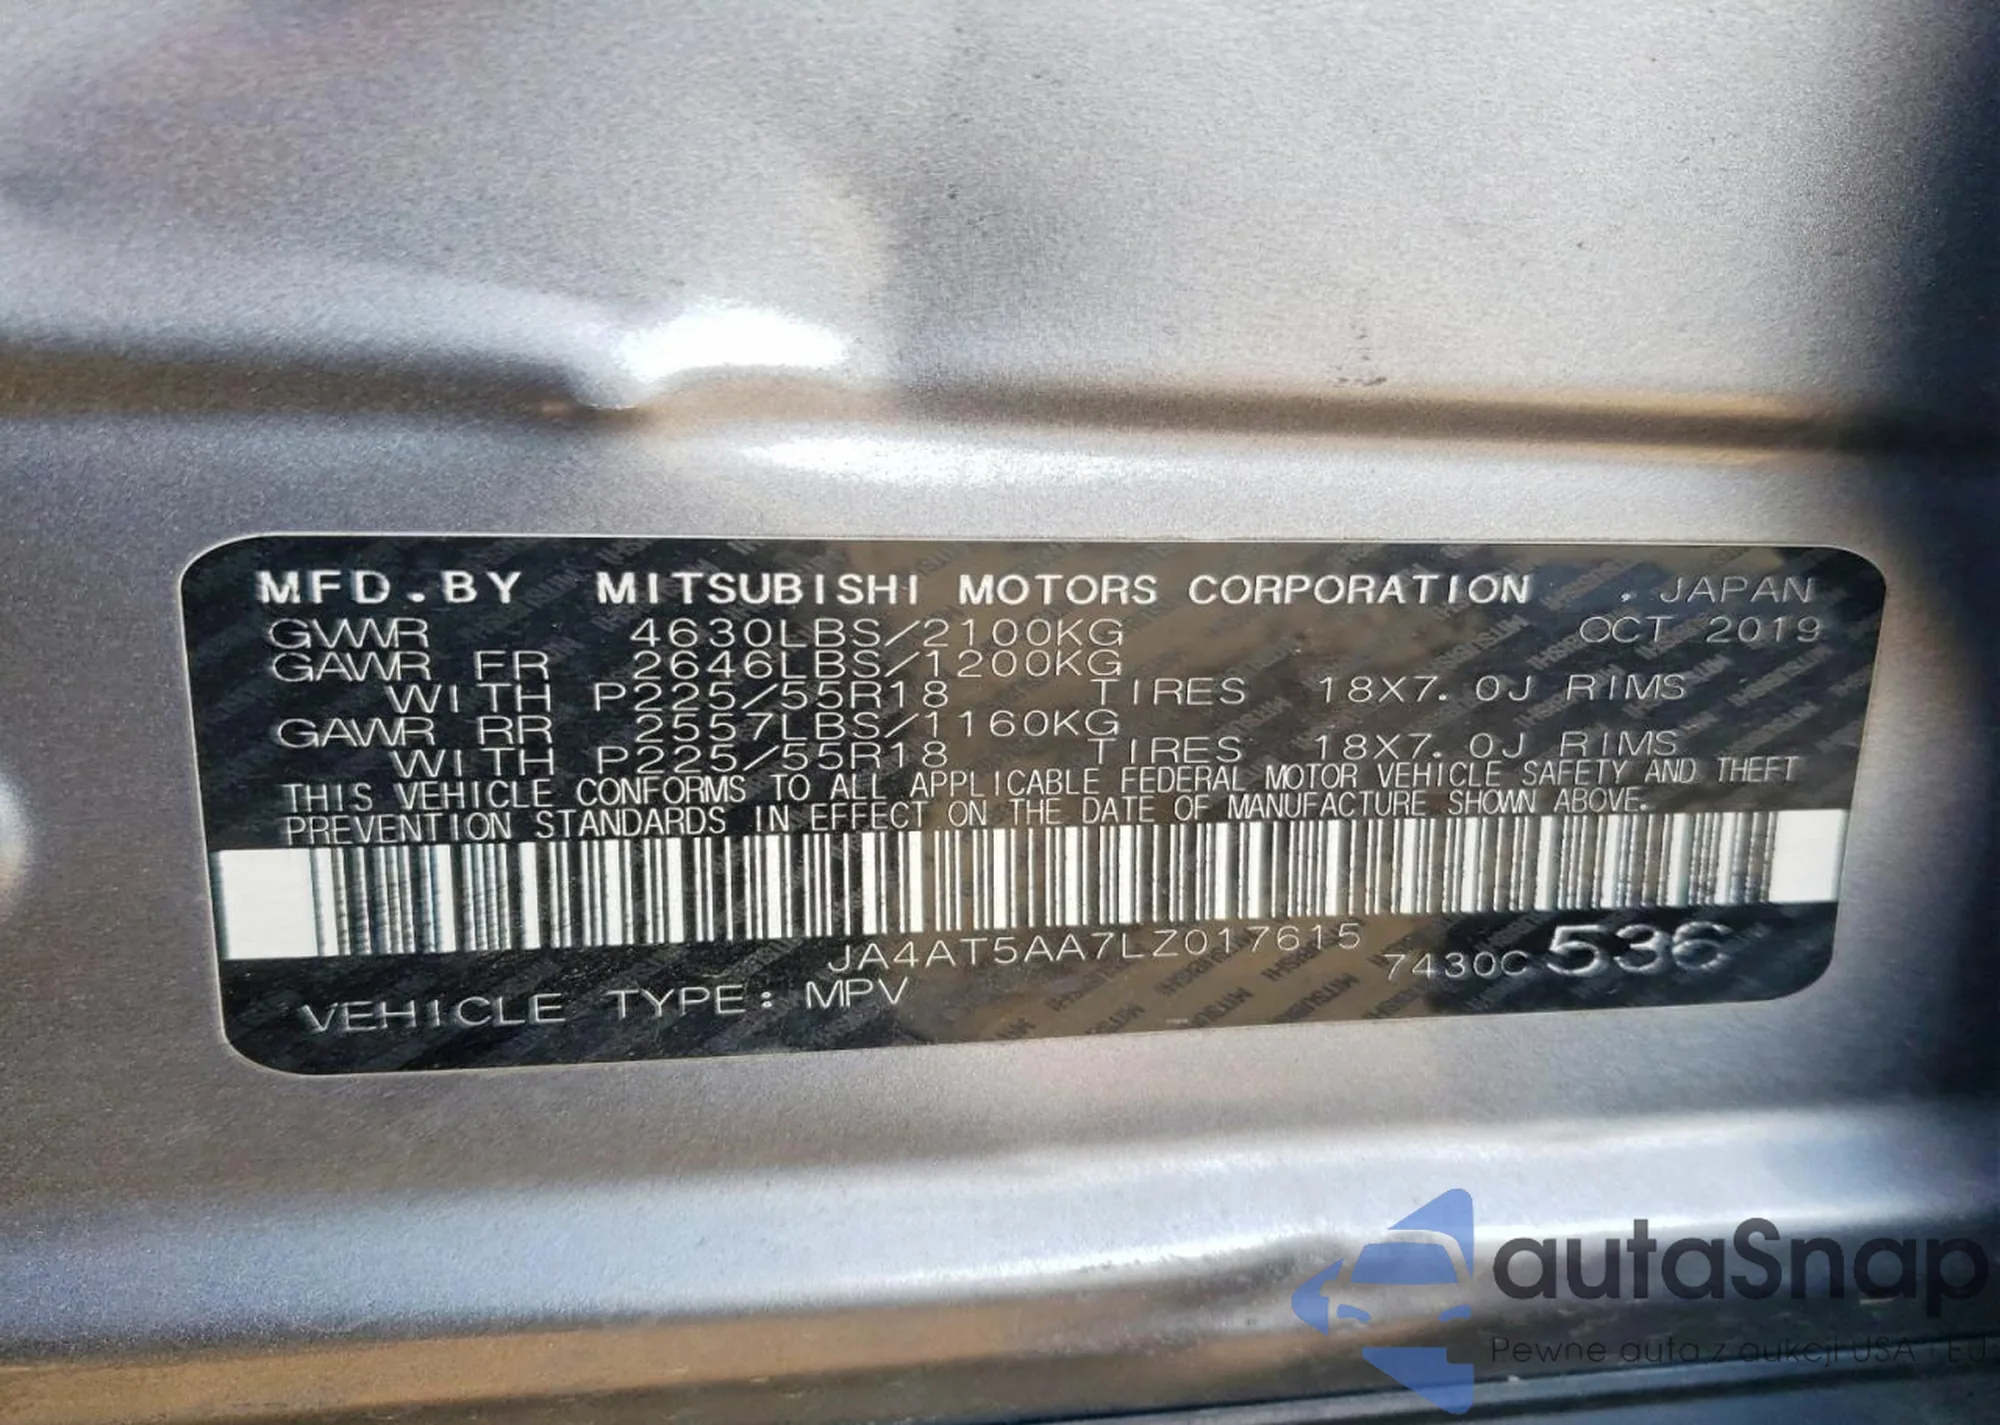 MFD.BY MITSUBISHI MOTORS CORPORATION . JAPAN
GVWR 4630LBS/2100KG OCT 2019
GAWR FR 2646LBS/1200KG
WITH P225/55R18 TIRES 18X7.0J RIMS
GAWR RR 2557LBS/1160KG
WITH P225/55R18 TIRES 18X7.0J RIMS
THIS VEHICLE CONFORMS TO ALL APPLICABLE FEDERAL MOTOR VEHICLE SAFETY AND THEFT
PREVENTION STANDARDS IN EFFECT ON THE DATE OF MANUFACTURE SHOWN ABOVE.
JA4AT5AA7LZ017615 7430C 536
VEHICLE TYPE: MPV
autaSnap
Pewne auta z aukcji USA i EU